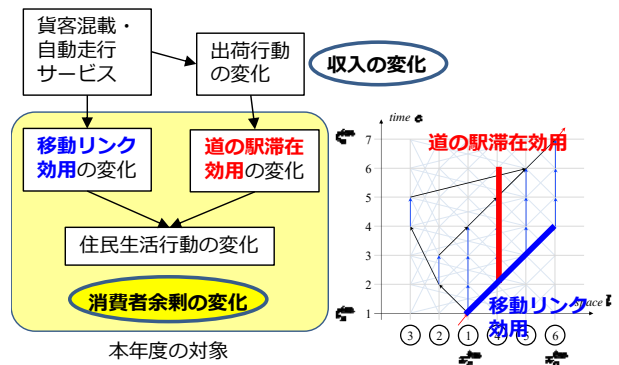 貨客混載・
自動走行
サービス
出荷行動
の変化
収入の変化
移動リンク
効用の変化
道の駅滞在
効用の変化
住民生活行動の変化
消費者余剰の変化
本年度の対象
time
道の駅滞在効用
7
6
5
4
3
2
1
移動リンク
効用
space l
3 2 1 4 5 6